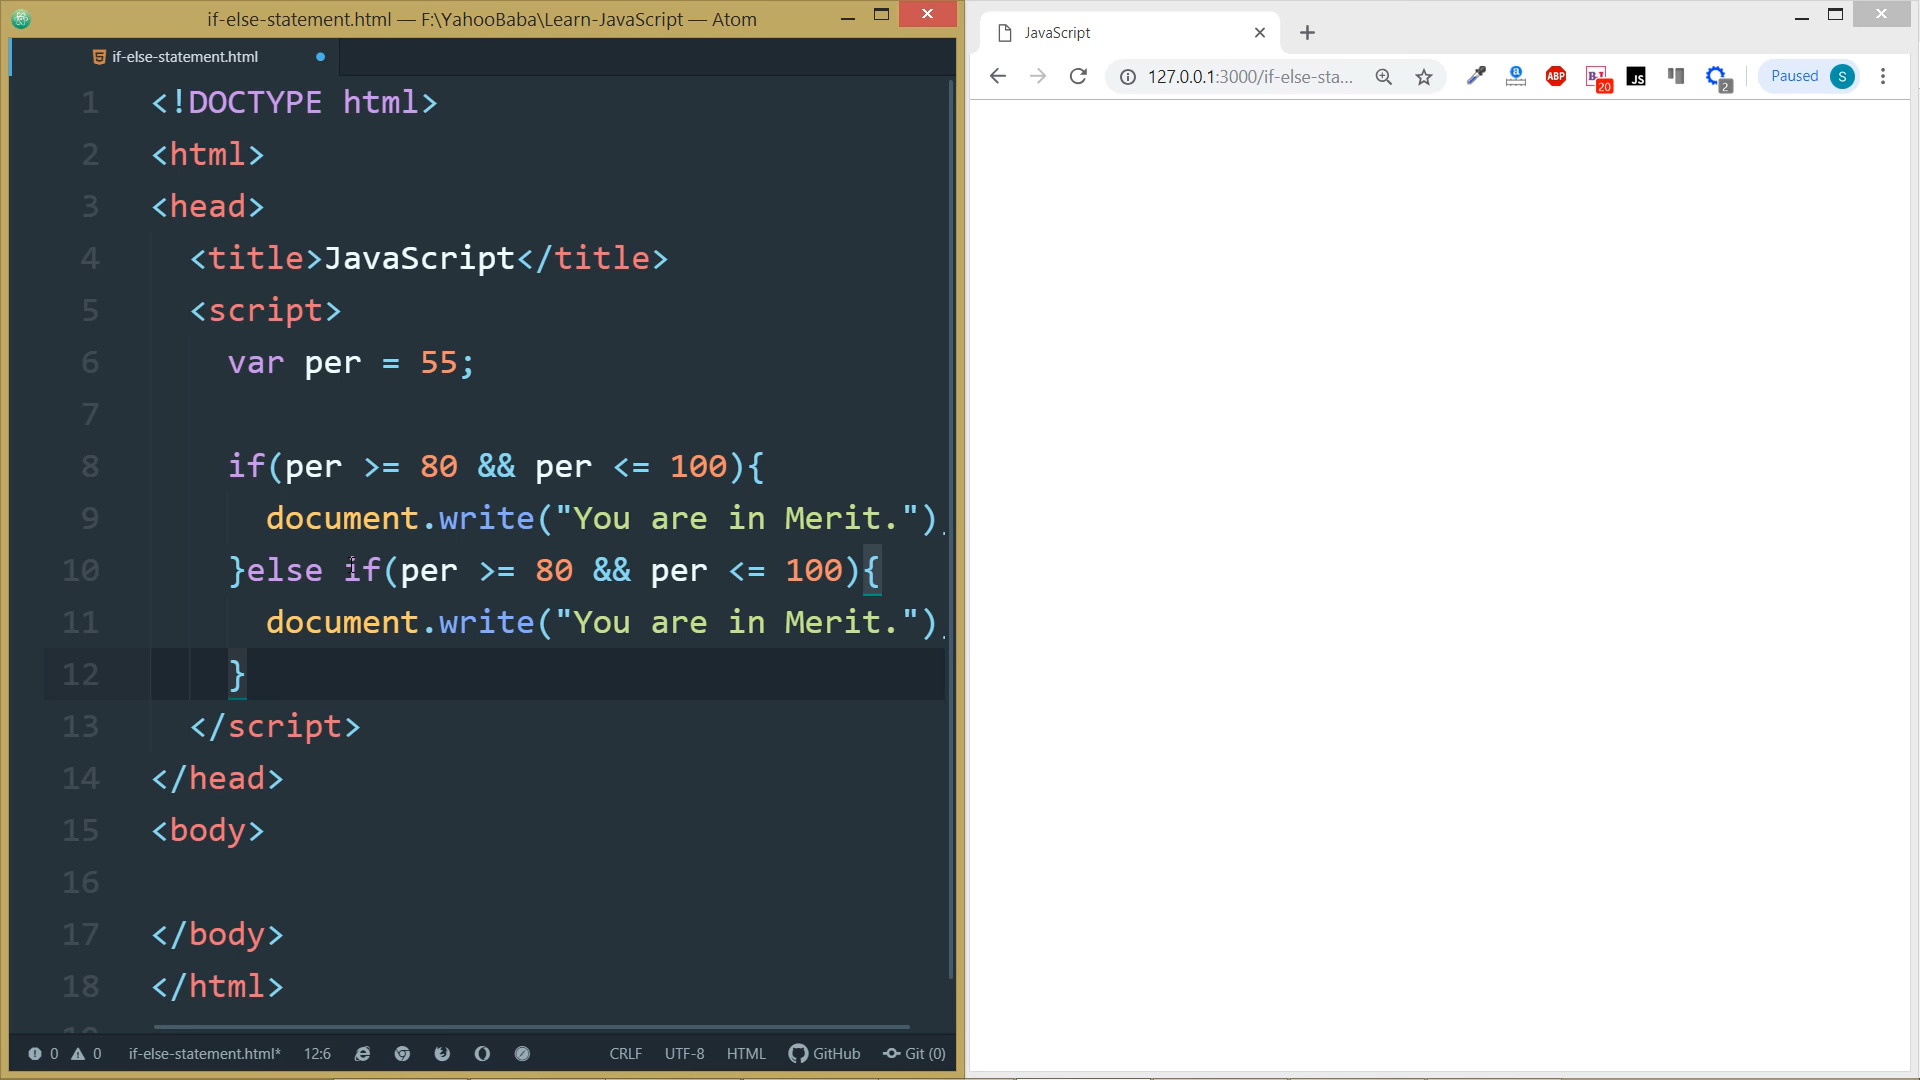 if-else-statement.html — F:\YahooBaba\Learn-JavaScript — Atom
if-else-statement.html
1 <!DOCTYPE html>
2 <html>
3 <head>
4 <title>JavaScript</title>
5 <script>
6 var per = 55;
7
8 if(per >= 80 && per <= 100){
9 document.write("You are in Merit.")
10 }else if(per >= 80 && per <= 100){
11 document.write("You are in Merit.")
12 }
13 </script>
14 </head>
15 <body>
16
17 </body>
18 </html>
0 0 if-else-statement.html* 12:6 CRLF UTF-8 HTML GitHub Git (0)
JavaScript
127.0.0.1:3000/if-else-sta... a ABP 20 JS 2 Paused S